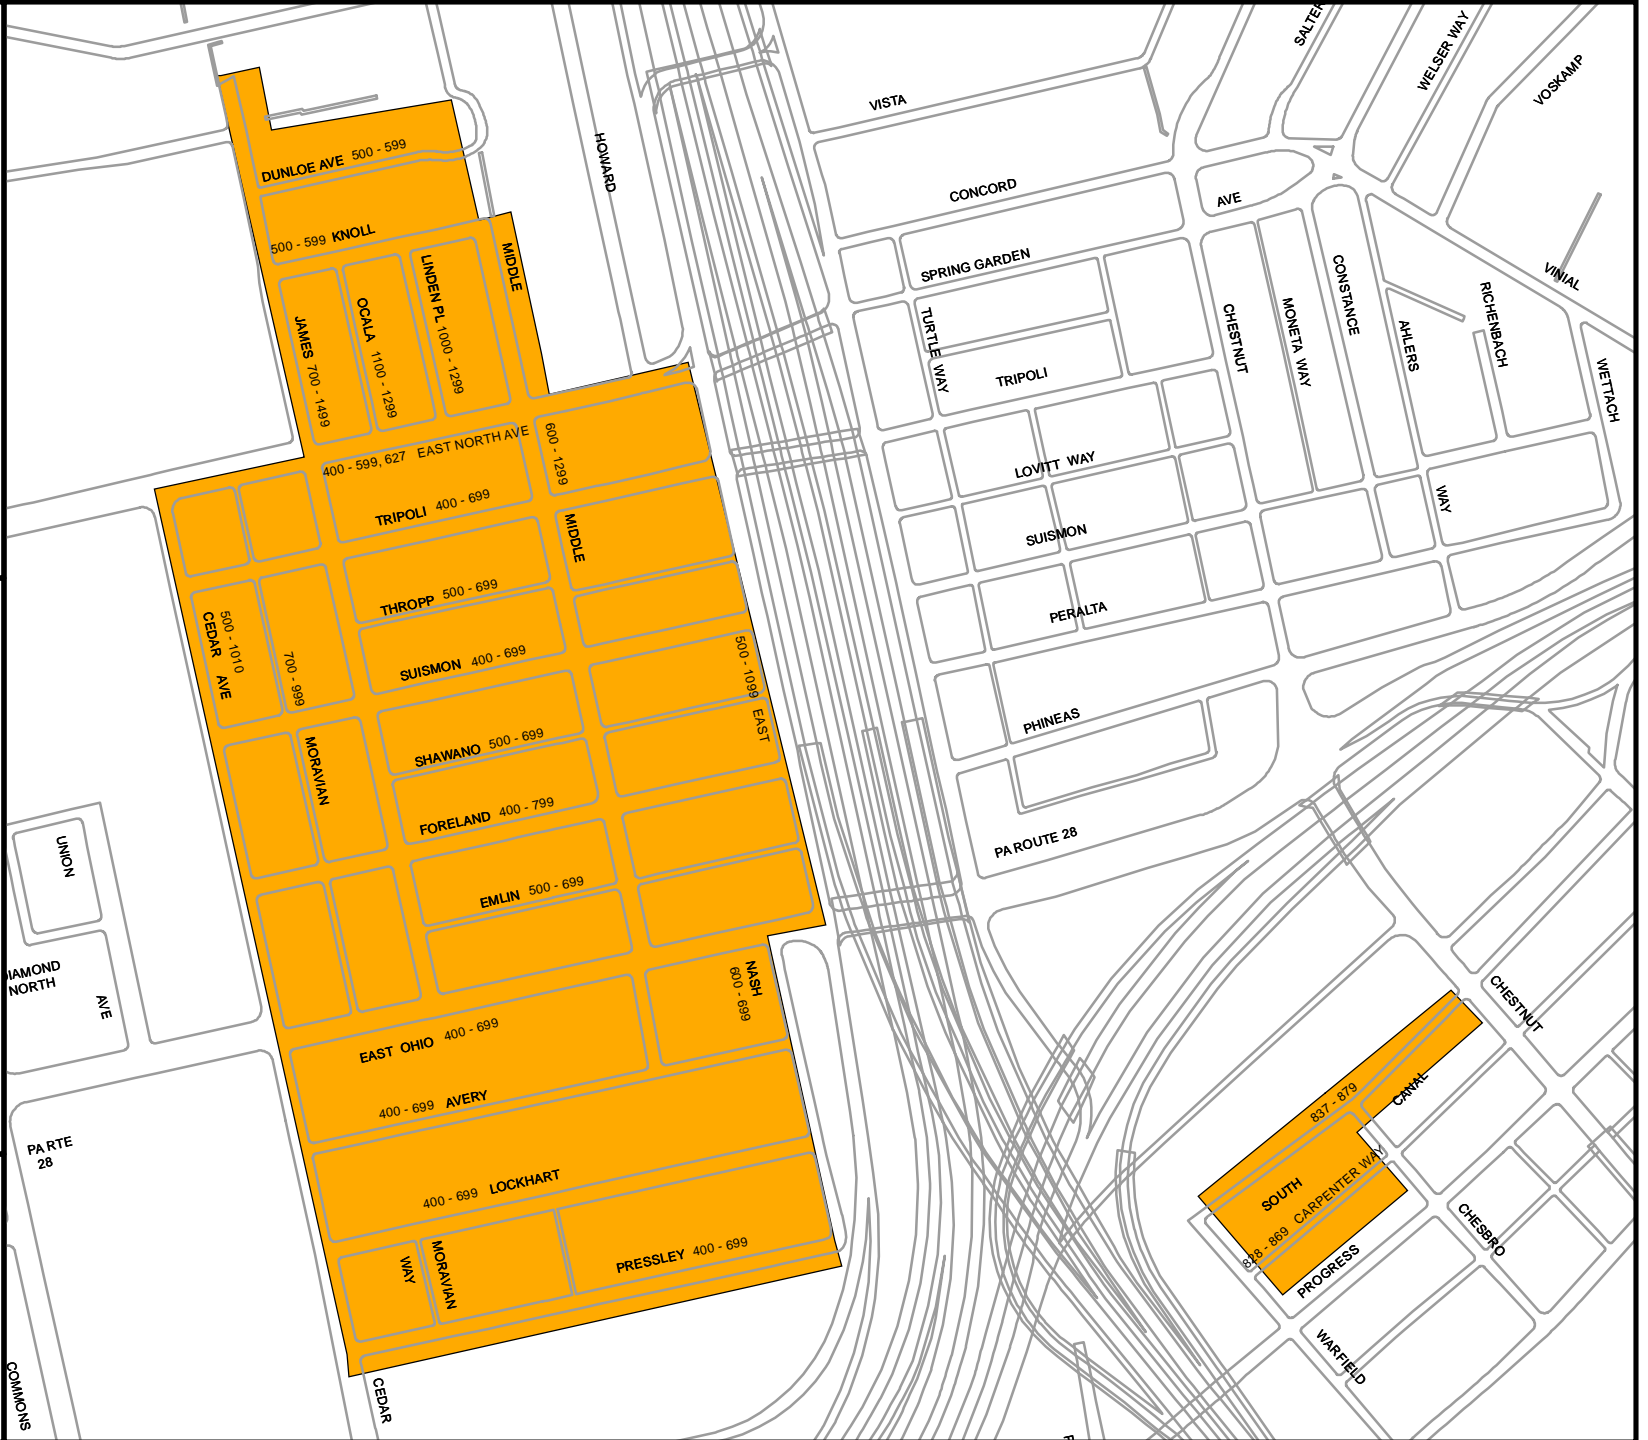 SALTER
WELSER WAY
VOSKAMP
VISTA
HOWARD
DUNLOE AVE 500 - 599
CONCORD
AVE
500 - 599 KNOLL
MIDDLE
SPRING GARDEN
VINIAL
LINDEN PL 1000 - 1299
OCALA 1100 - 1299
JAMES 700 - 1499
TURTLE WAY
CHESTNUT
MONETA WAY
CONSTANCE
AHLERS
RICHENBACH
WETTACH
TRIPOLI
400 - 599, 627 EAST NORTH AVE
600 - 1299
LOVITT WAY
WAY
TRIPOLI 400 - 699
MIDDLE
SUISMON
THROPP 500 - 699
PERALTA
CEDAR AVE
500 - 1010
700 - 999
SUISMON 400 - 699
500 - 1099 EAST
PHINEAS
SHAWANO 500 - 699
MORAVIAN
FORELAND 400 - 799
PA ROUTE 28
UNION
EMLIN 500 - 699
IAMOND
NORTH
AVE
NASH
600 - 699
CHESTNUT
EAST OHIO 400 - 699
400 - 699 AVERY
837 - 879
CANAL
PA RTE
28
400 - 699 LOCKHART
SOUTH
828 - 869 CARPENTER WAY
CHESBRO
PROGRESS
WAY
MORAVIAN
PRESSLEY 400 - 699
WARFIELD
COMMONS
CEDAR